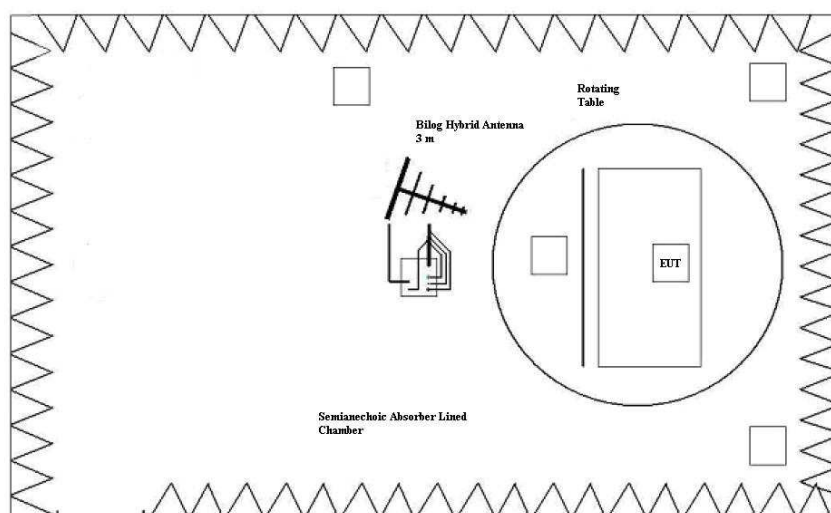 Rotating
Table
Bilog Hybrid Antenna
3 m
EUT
Semianechoic Absorber Lined
Chamber